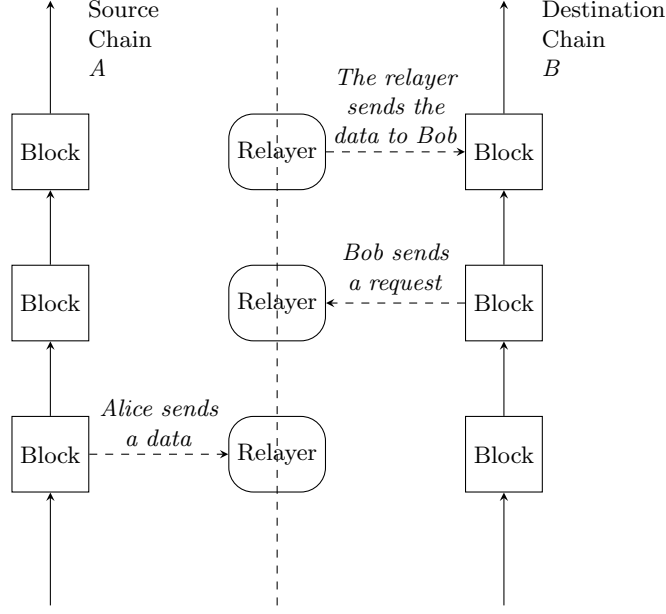 Source
Chain
A
Destination
Chain
B
The relayer
sends the
data to Bob
Block
Relayer
Block
Bob sends
a request
Block
Relayer
Block
Alice sends
a data
Block
Relayer
Block